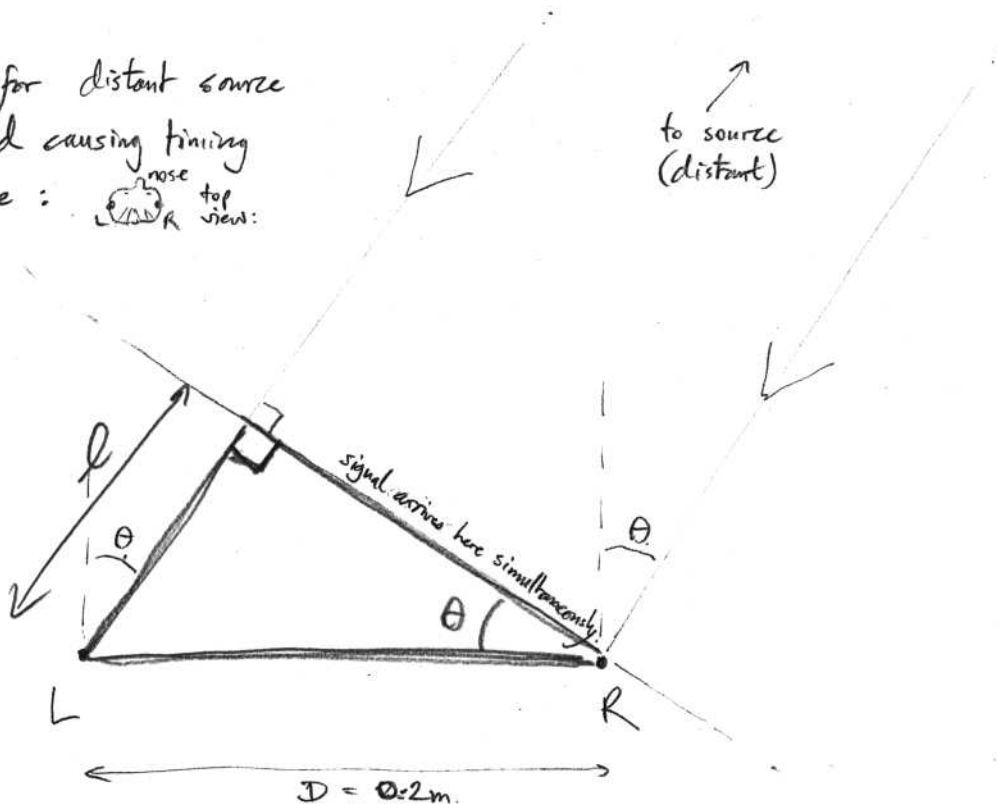 for distant source
d causing timing
e :
nose
L
R
top
view:
to source
(distant)
l
θ
signal arrives here simultaneously.
θ
θ
L
R
D = 0.2m.